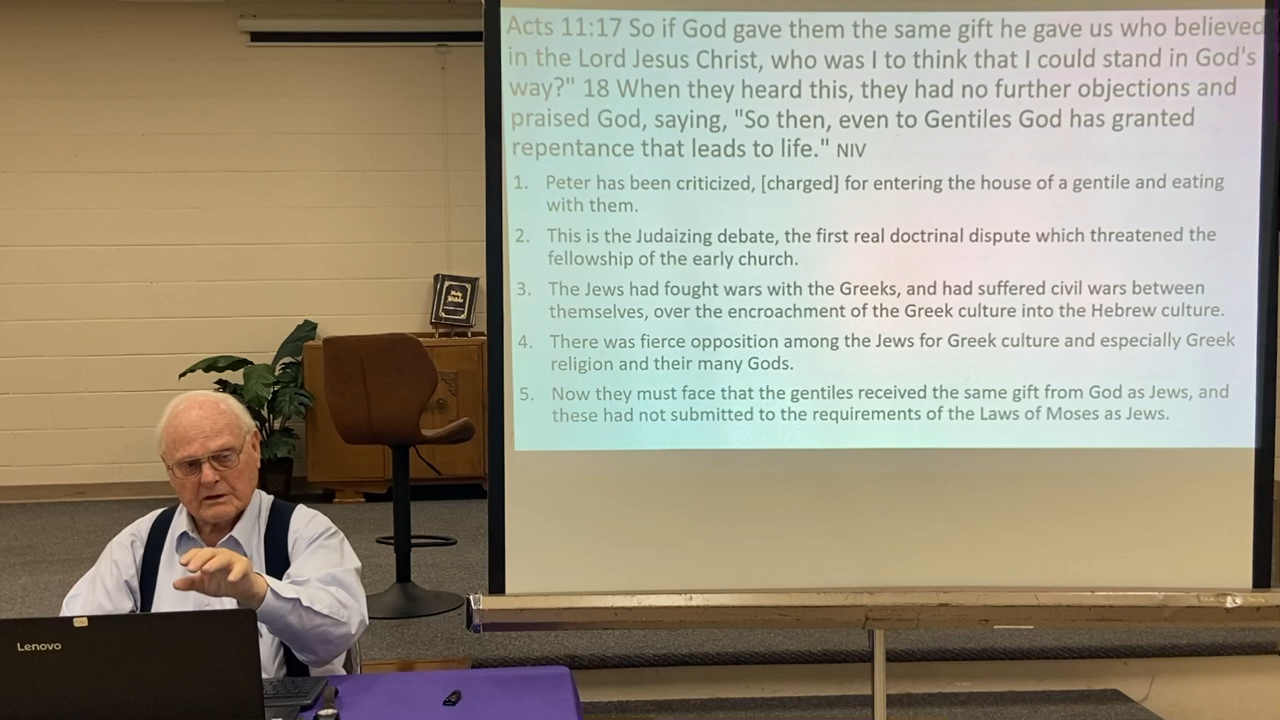 Acts 11:17 So if God gave them the same gift he gave us who believed
in the Lord Jesus Christ, who was I to think that I could stand in God's
way?" 18 When they heard this, they had no further objections and
praised God, saying, "So then, even to Gentiles God has granted
repentance that leads to life." NIV
1. Peter has been criticized, [charged] for entering the house of a gentile and eating
with them.
2. This is the Judaizing debate, the first real doctrinal dispute which threatened the
fellowship of the early church.
3. The Jews had fought wars with the Greeks, and had suffered civil wars between
themselves, over the encroachment of the Greek culture into the Hebrew culture.
4. There was fierce opposition among the Jews for Greek culture and especially Greek
religion and their many Gods.
5. Now they must face that the gentiles received the same gift from God as Jews, and
these had not submitted to the requirements of the Laws of Moses as Jews.
Holy
Bible
Lenovo